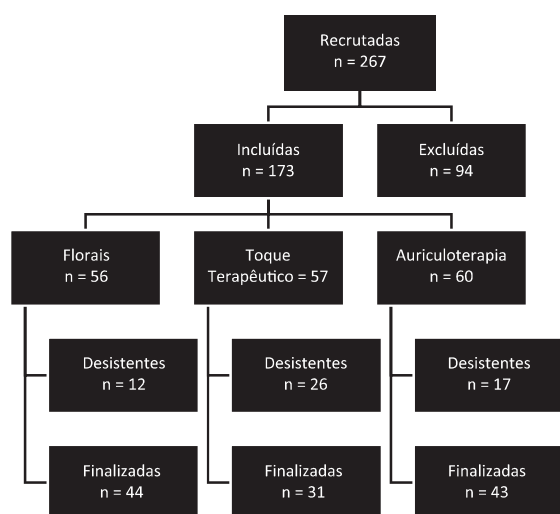 Recrutadas
n = 267
Incluídas
n = 173
Excluídas
n = 94
Florais
n = 56
Toque
Terapêutico = 57
Auriculoterapia
n = 60
Desistentes
n = 12
Desistentes
n = 26
Desistentes
n = 17
Finalizadas
n = 44
Finalizadas
n = 31
Finalizadas
n = 43